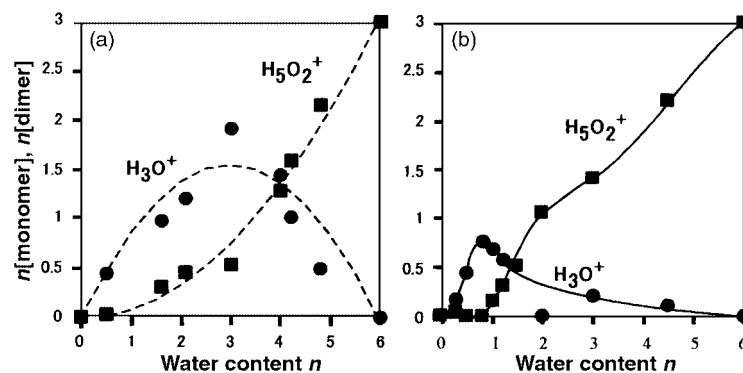 (a)
(b)
n[monomer], n[dimer]
3
2.5
2
1.5
1
0.5
0
H₅O₂⁺
H₃O⁺
0 1 2 3 4 5 6
Water content n
3
2.5
2
1.5
1
0.5
0
H₅O₂⁺
H₃O⁺
0 1 2 3 4 5 6
Water content n